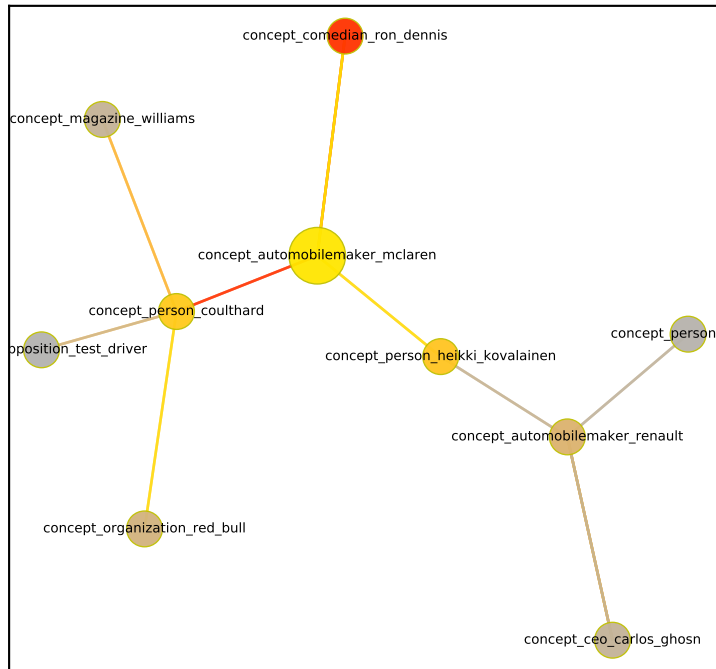 concept_comedian_ron_dennis
concept_magazine_williams
concept_automobilemaker_mclaren
concept_person_coulthard
concept_person
oposition_test_driver
concept_person_heikki_kovalainen
concept_automobilemaker_renault
concept_organization_red_bull
concept_ceo_carlos_ghosn